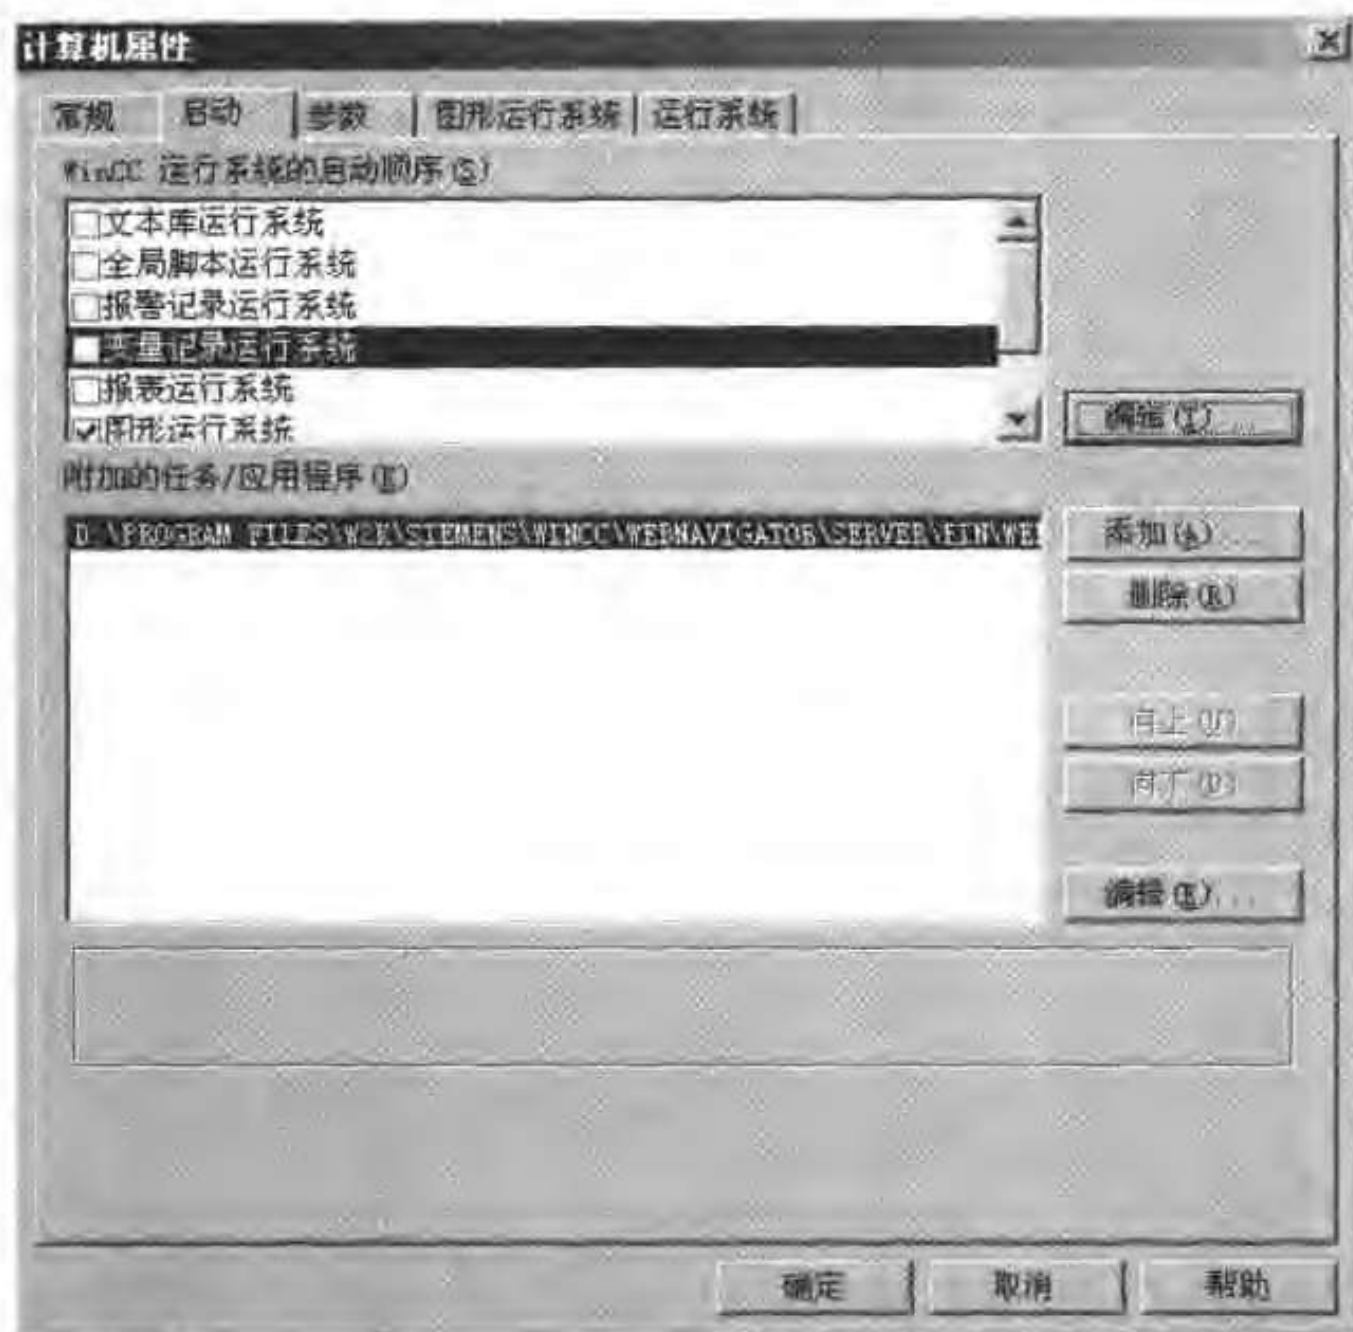 计算机属性
常规 启动 参数 图形运行系统 运行系统
WinCC 运行系统的启动顺序(S)
文本库运行系统
全局脚本运行系统
报警记录运行系统
变量记录运行系统
报表运行系统
图形运行系统
编辑(T)...
附加的任务/应用程序(E)
D:\PROGRAM FILES\W2K\SIEMENS\WINCC\WEBNAVIGATOR\SERVER\BIN\WEB
添加(A)...
删除(R)
向上(U)
向下(D)
编辑(E)...
确定 取消 帮助